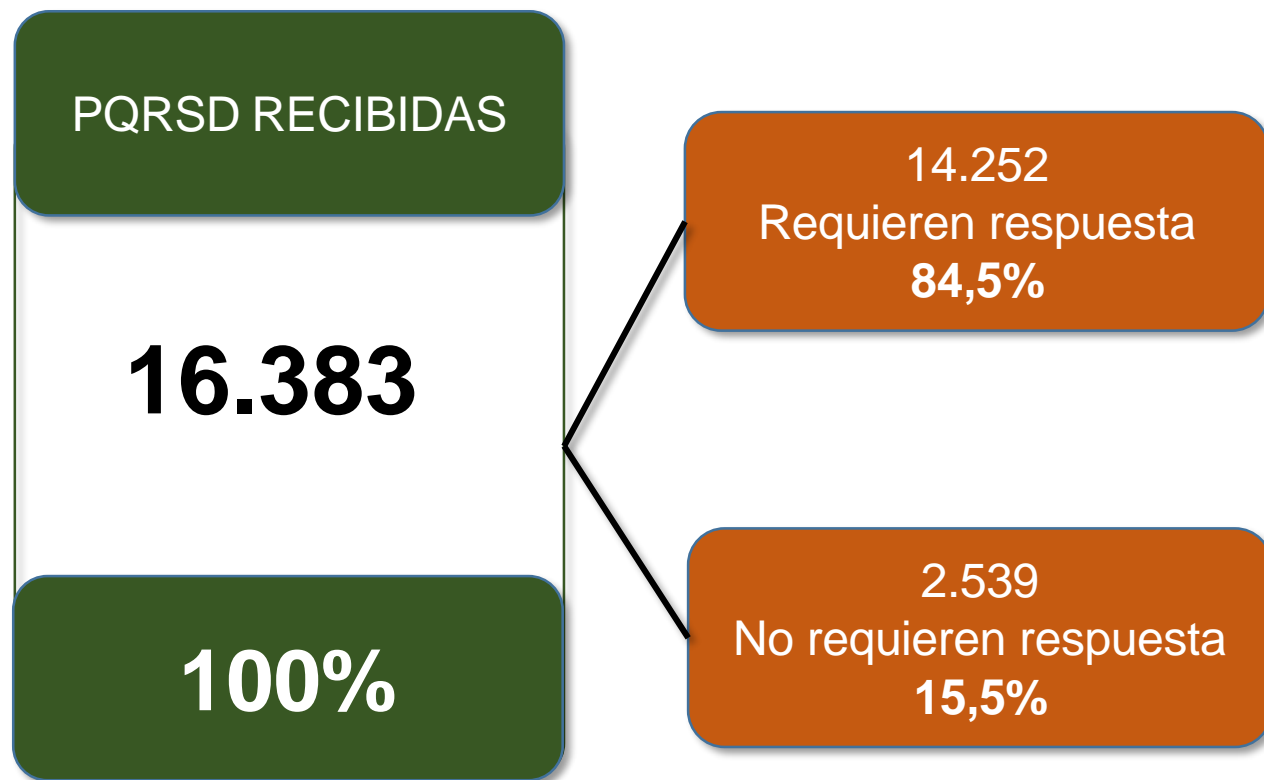 PQRSD RECIBIDAS
16.383
100%
14.252
Requieren respuesta
84,5%
2.539
No requieren respuesta
15,5%